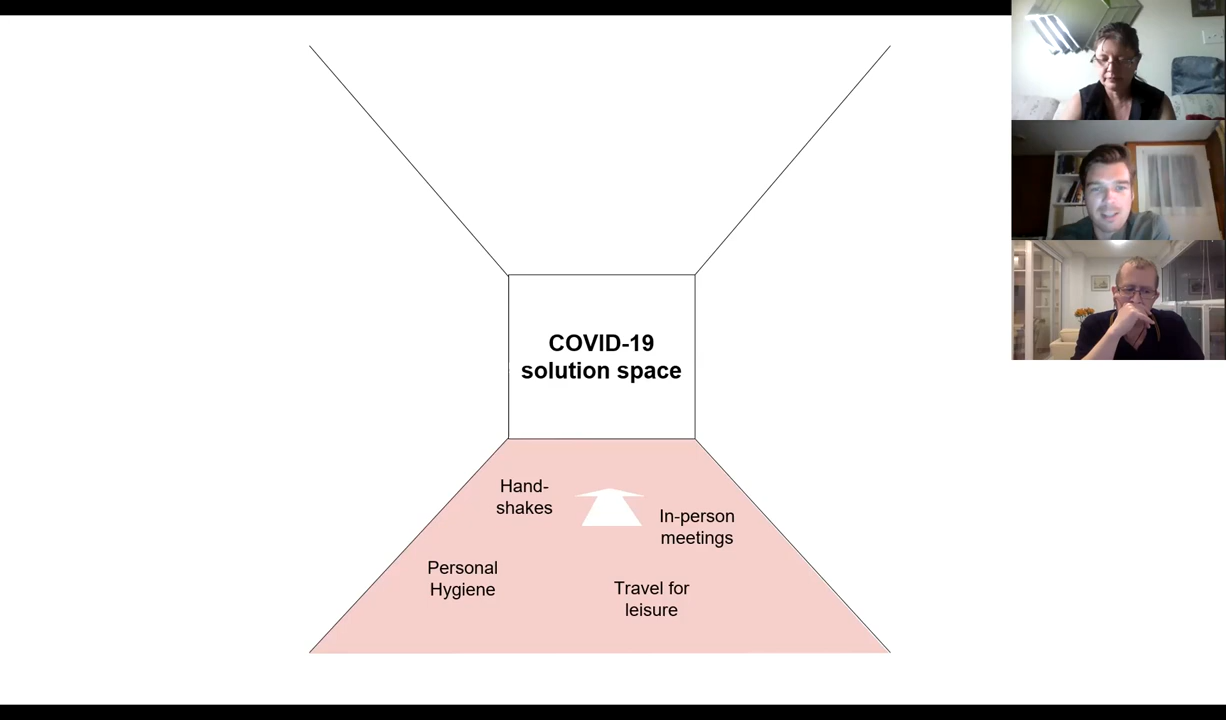 COVID-19
solution space
Hand-
shakes
In-person
meetings
Personal
Hygiene
Travel for
leisure